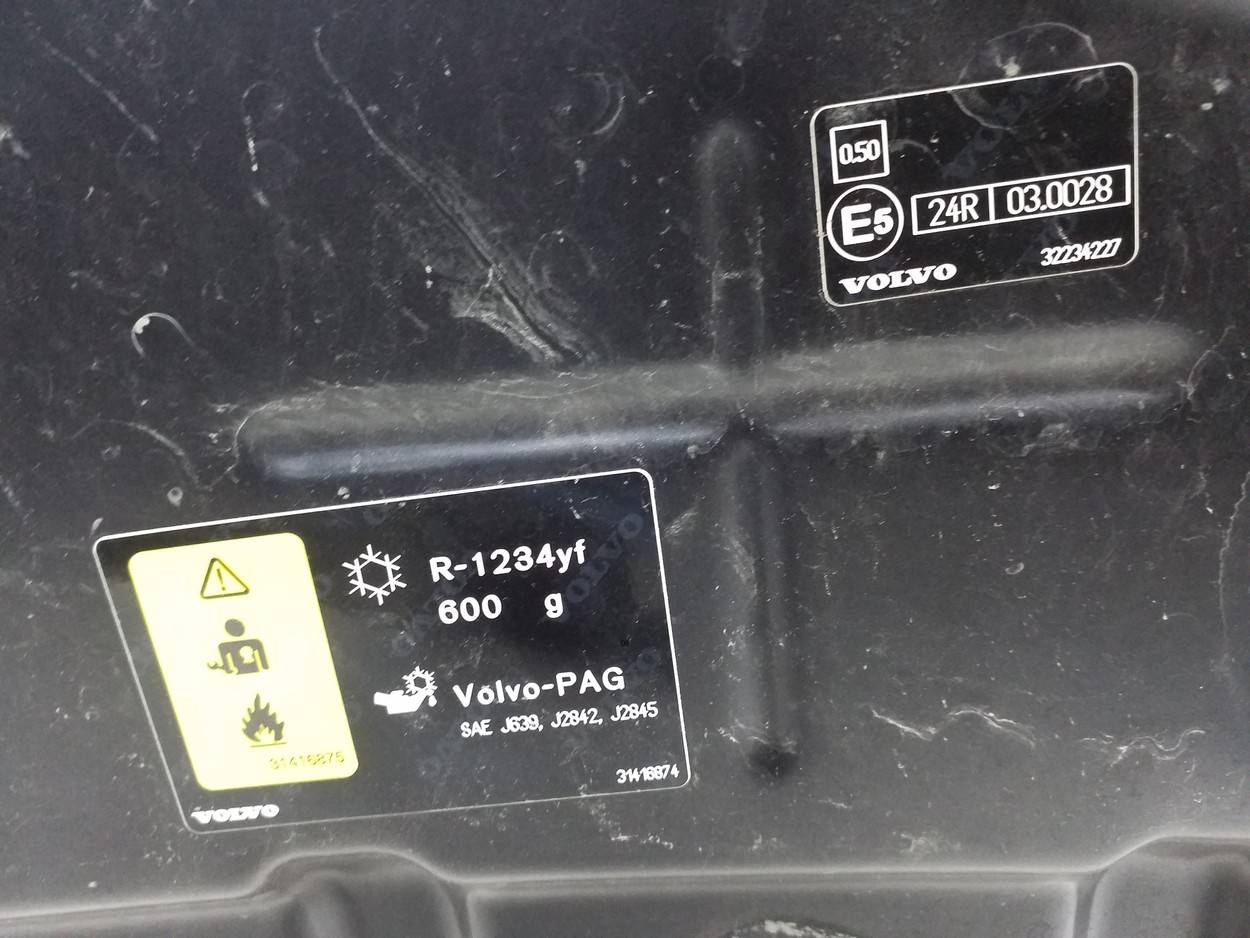 0.50
E5 24R 03.0028
VOLVO 32234227
R-1234yf
600 g
Volvo-PAG
SAE J639, J2842, J2845
31416875
31416874
VOLVO